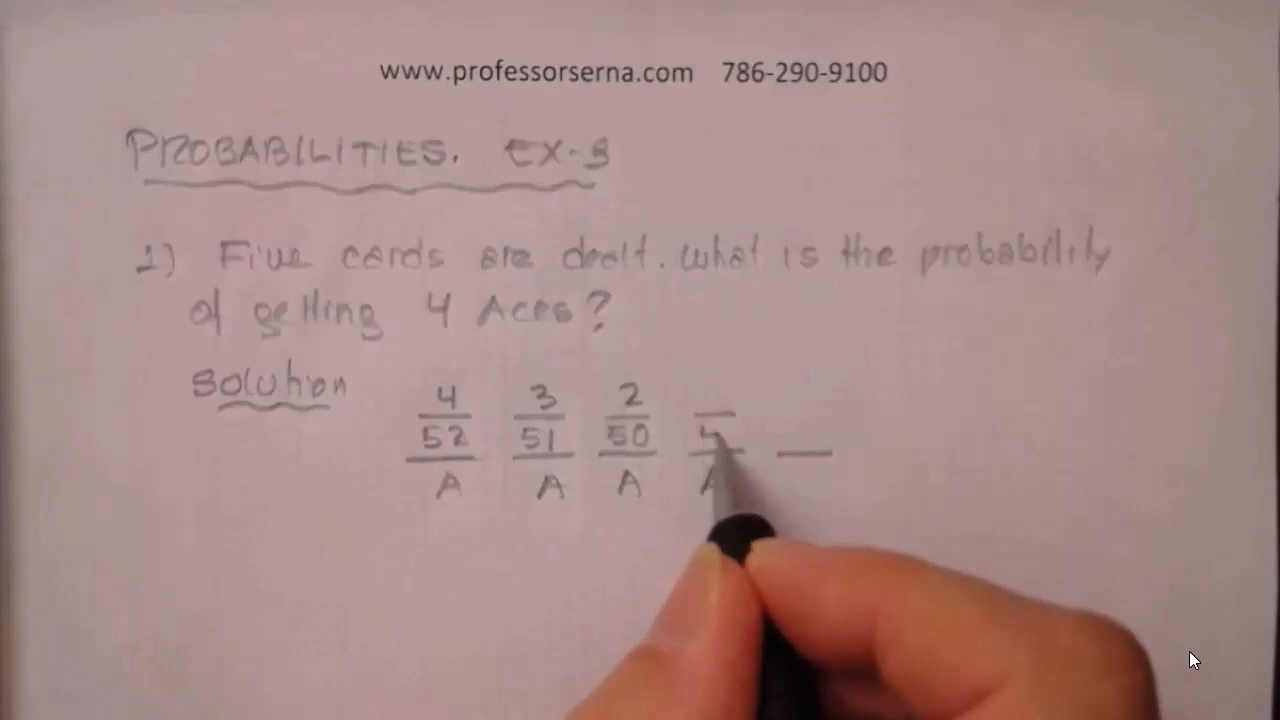 www.professorserna.com 786-290-9100
PROBABILITIES. EX-3
1) Five cards are dealt. What is the probability
of getting 4 Aces?
Solution
4 3 2
52 51 50 4
A A A A